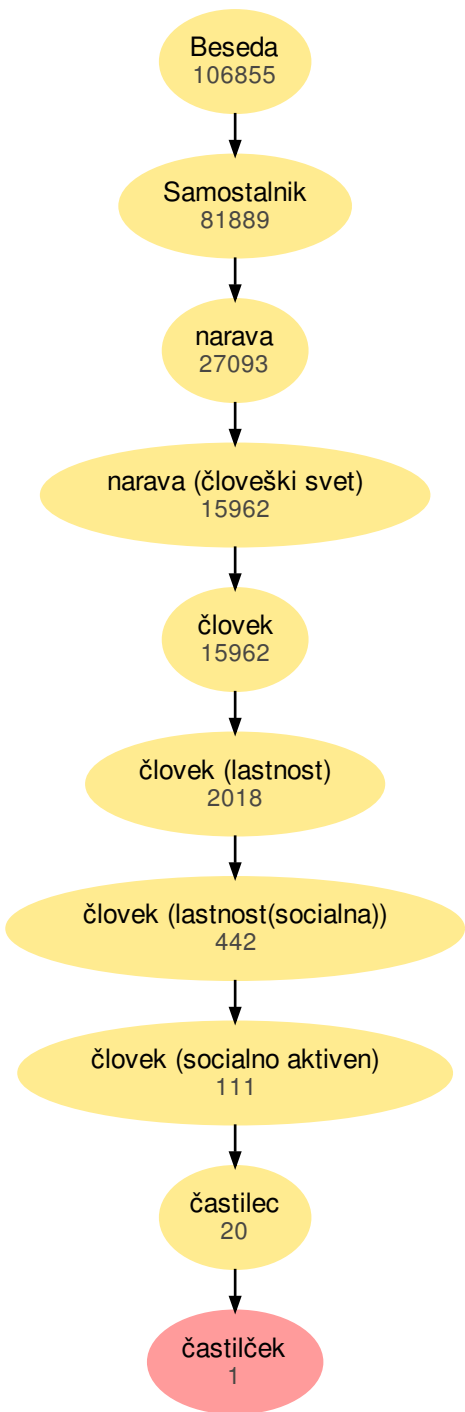 Beseda
106855
Samostalnik
81889
narava
27093
narava (človeški svet)
15962
človek
15962
človek (lastnost)
2018
človek (lastnost(socialna))
442
človek (socialno aktiven)
111
častilec
20
častilček
1